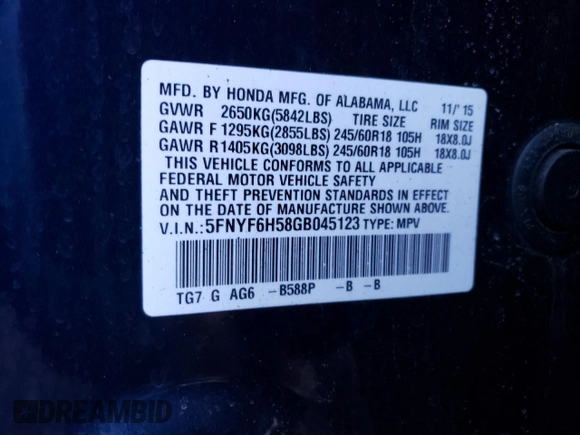 MFD. BY HONDA MFG. OF ALABAMA, LLC 11/'15
GVWR 2650KG(5842LBS) TIRE SIZE RIM SIZE
GAWR F 1295KG(2855LBS) 245/60R18 105H 18X8.0J
GAWR R 1405KG(3098LBS) 245/60R18 105H 18X8.0J
THIS VEHICLE CONFORMS TO ALL APPLICABLE
FEDERAL MOTOR VEHICLE SAFETY
AND THEFT PREVENTION STANDARDS IN EFFECT
ON THE DATE OF MANUFACTURE SHOWN ABOVE.
V.I.N.: 5FNYF6H58GB045123 TYPE: MPV
TG7 G AG6 -B588P -B -B
DREAMBID